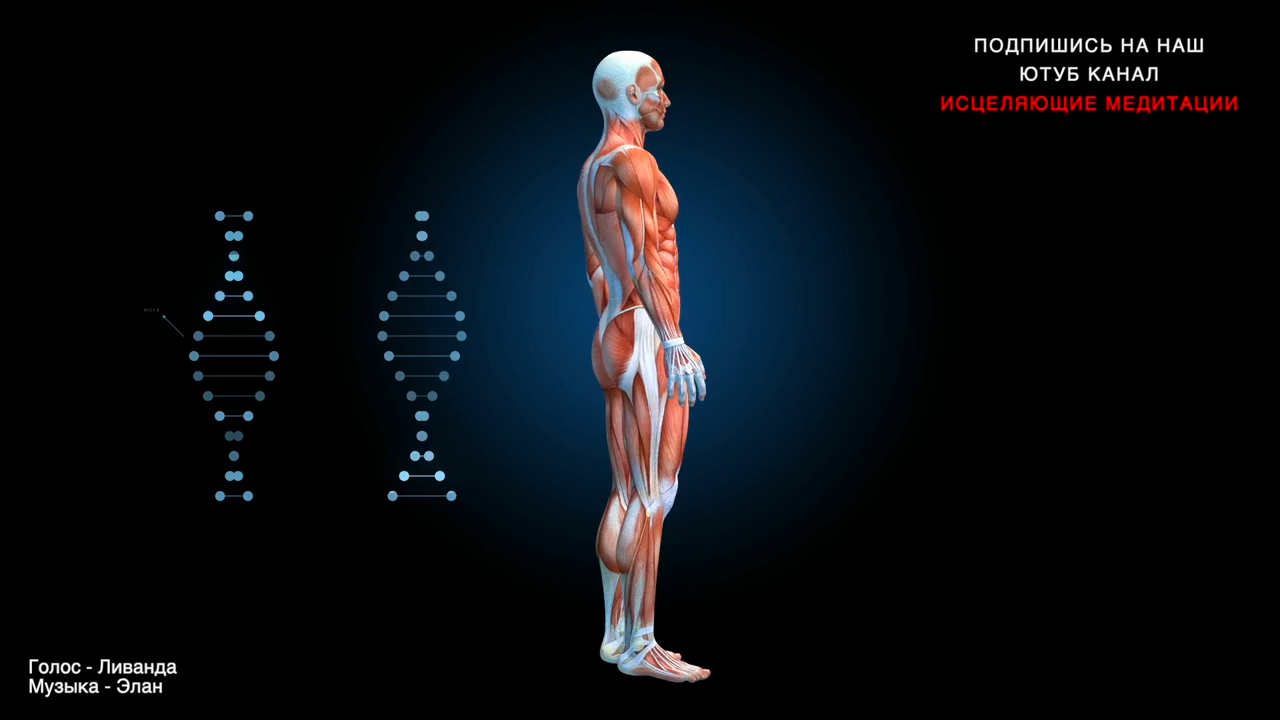 ПОДПИШИСЬ НА НАШ
ЮТУБ КАНАЛ
ИСЦЕЛЯЮЩИЕ МЕДИТАЦИИ
Голос - Ливанда
Музыка - Элан